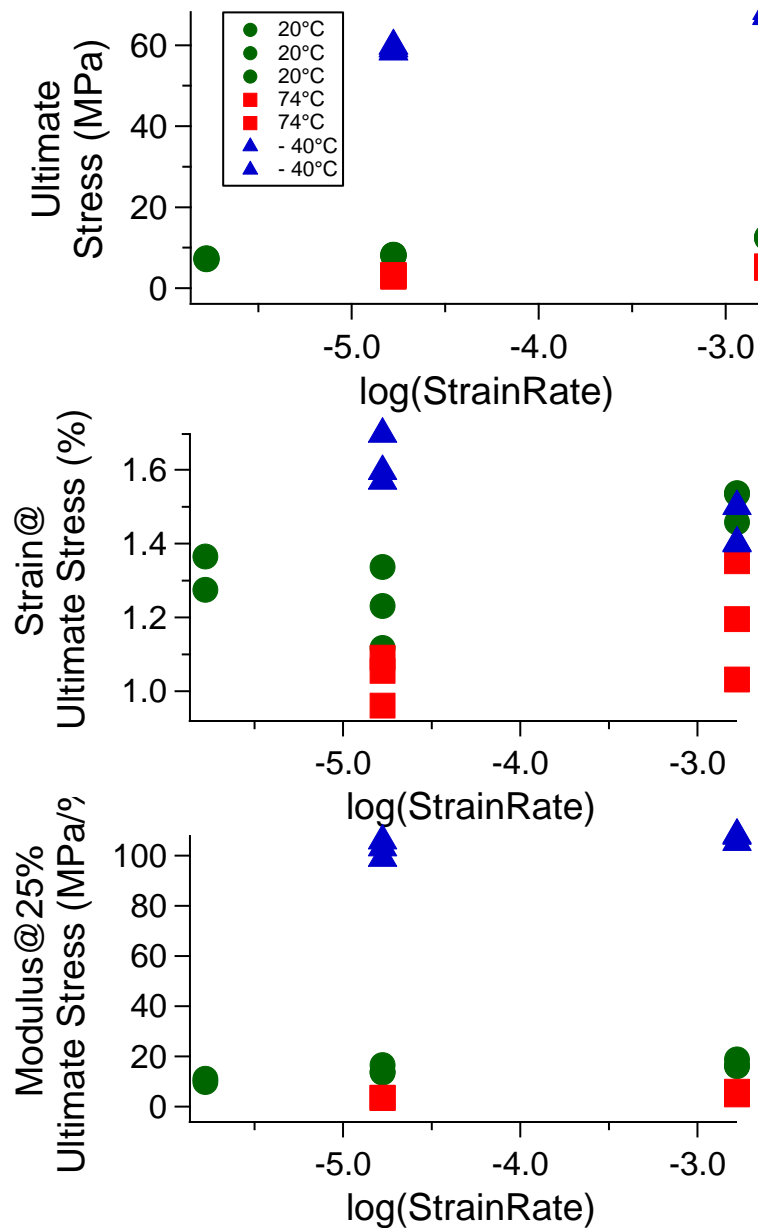 Ultimate
Stress (MPa)
60
40
20
0
20°C
20°C
20°C
74°C
74°C
- 40°C
- 40°C
-5.0 -4.0 -3.0
log(StrainRate)
Strain@
Ultimate Stress (%)
1.6
1.4
1.2
1.0
-5.0 -4.0 -3.0
log(StrainRate)
Modulus@25%
Ultimate Stress (MPa/%
100
80
60
40
20
0
-5.0 -4.0 -3.0
log(StrainRate)